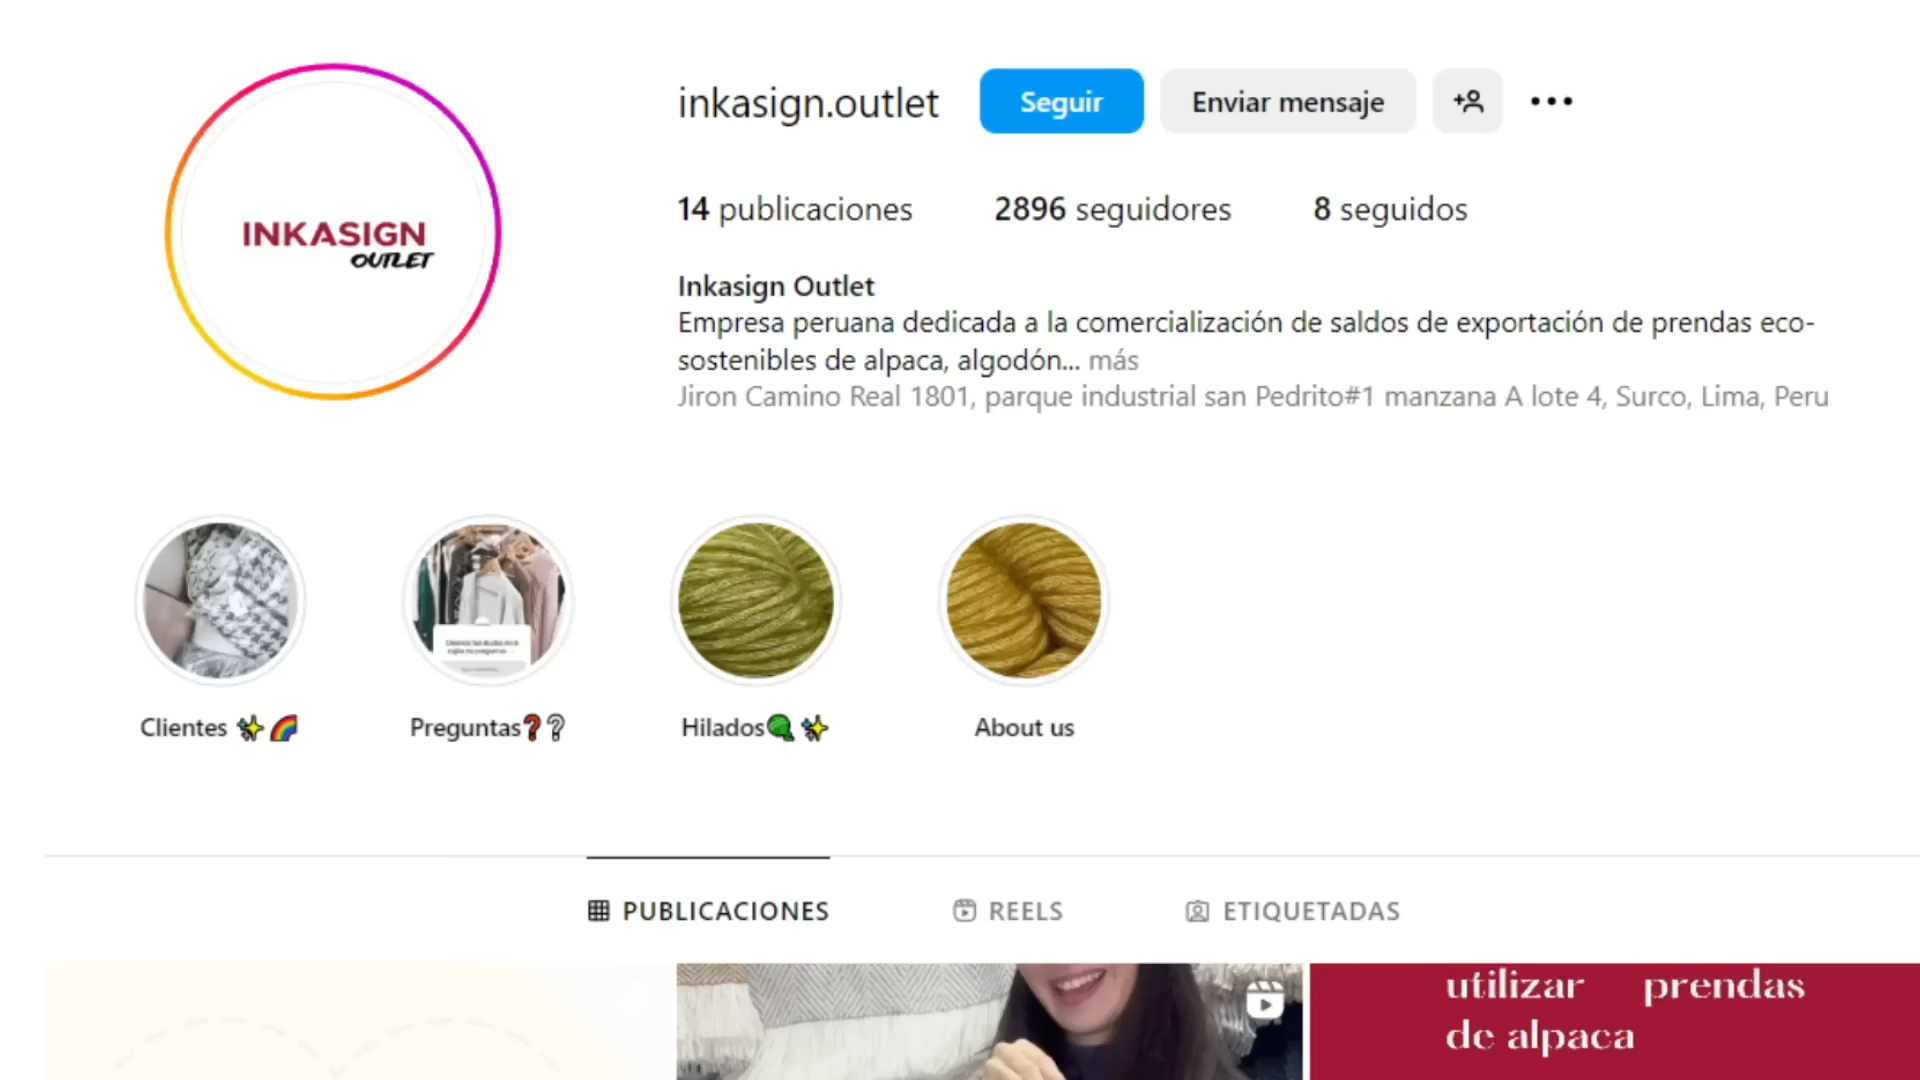 inkasign.outlet
Seguir
Enviar mensaje
INKASIGN
OUTLET
14 publicaciones
2896 seguidores
8 seguidos
Inkasign Outlet
Empresa peruana dedicada a la comercialización de saldos de exportación de prendas eco-
sostenibles de alpaca, algodón... más
Jiron Camino Real 1801, parque industrial san Pedrito#1 manzana A lote 4, Surco, Lima, Peru
Clientes ✨🌈
Preguntas❓❔
Hilados🧶✨
About us
PUBLICACIONES
REELS
ETIQUETADAS
utilizar prendas
de alpaca